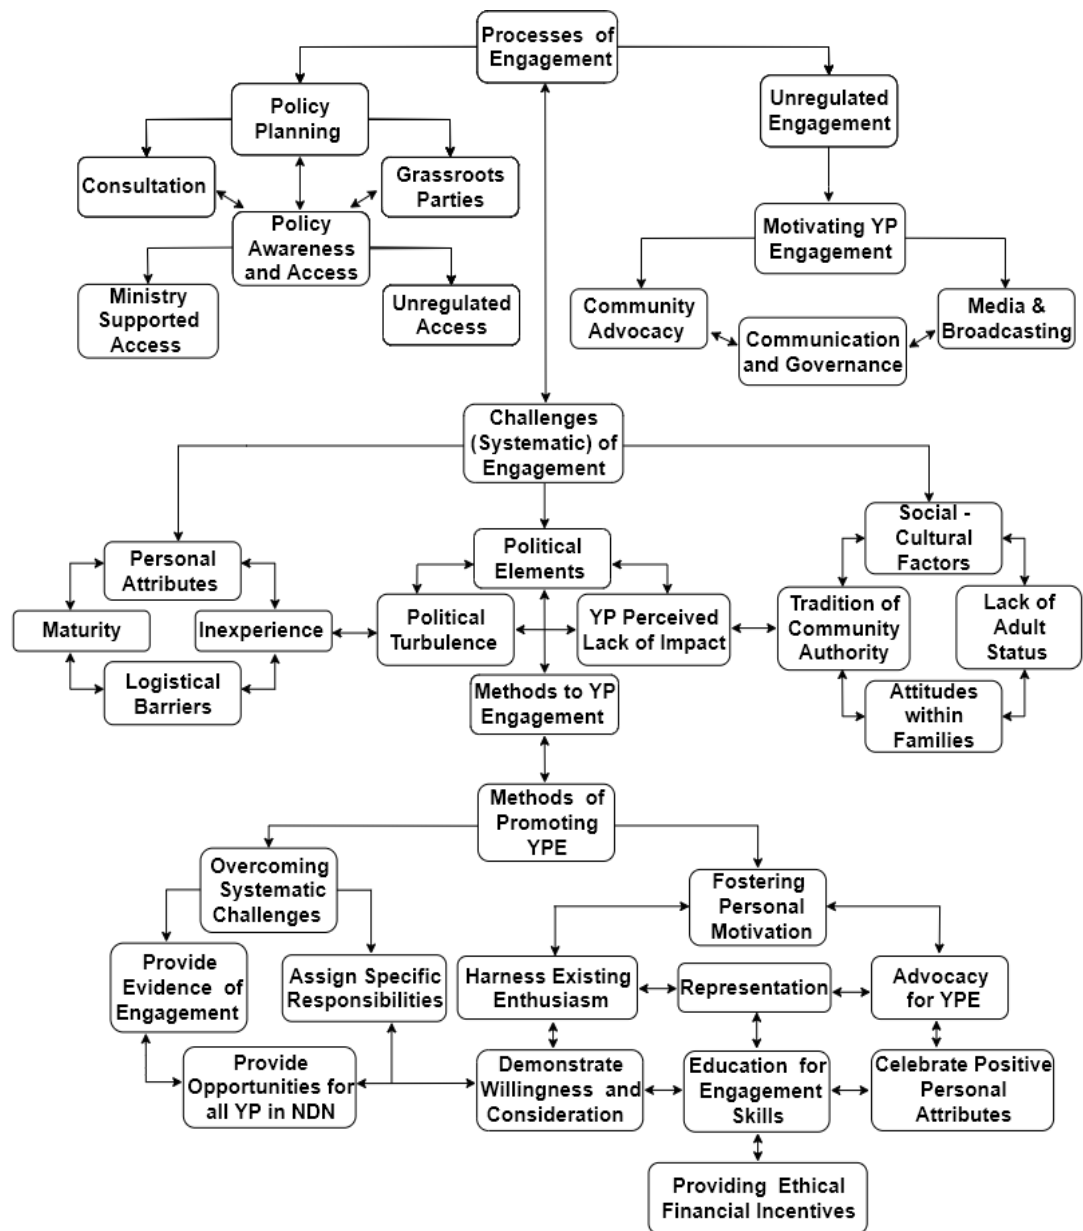 Processes of
Engagement
Policy
Planning
Unregulated
Engagement
Consultation
Grassroots
Parties
Policy
Awareness
and Access
Motivating YP
Engagement
Ministry
Supported
Access
Unregulated
Access
Community
Advocacy
Media &
Broadcasting
Communication
and Governance
Challenges
(Systematic) of
Engagement
Social -
Cultural
Factors
Personal
Attributes
Political
Elements
Maturity
Inexperience
Political
Turbulence
YP Perceived
Lack of Impact
Tradition of
Community
Authority
Lack of
Adult
Status
Logistical
Barriers
Methods to YP
Engagement
Attitudes
within
Families
Methods of
Promoting
YPE
Overcoming
Systematic
Challenges
Fostering
Personal
Motivation
Provide
Evidence of
Engagement
Assign Specific
Responsibilities
Harness Existing
Enthusiasm
Representation
Advocacy
for YPE
Provide
Opportunities for
all YP in NDN
Demonstrate
Willingness and
Consideration
Education for
Engagement
Skills
Celebrate Positive
Personal
Attributes
Providing Ethical
Financial Incentives